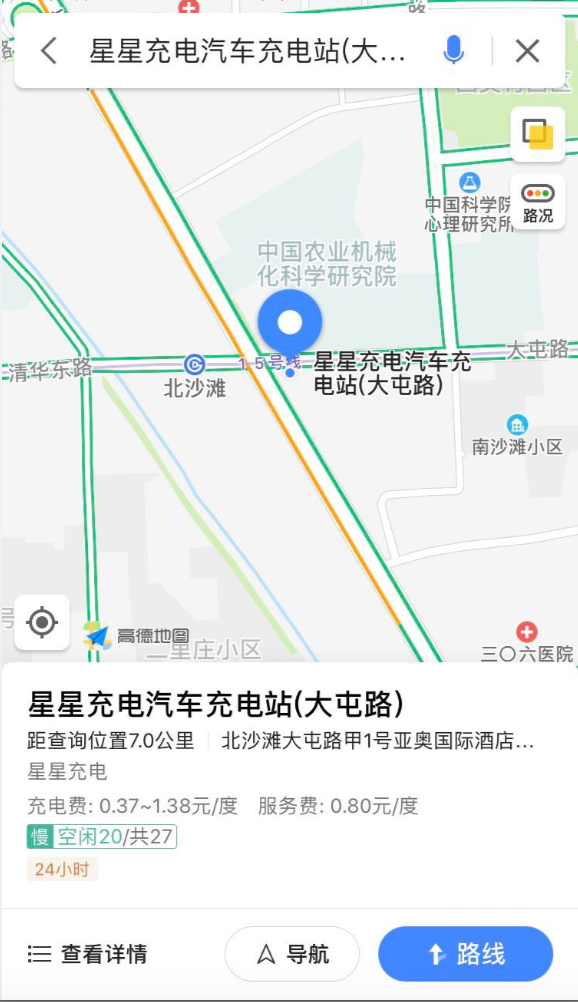 路
星星充电汽车充电站(大...
路况
中国科学院
心理研究所
中国农业机械
化科学研究院
15号线
星星充电汽车充
电站(大屯路)
大屯路
清华东路
北沙滩
南沙滩小区
高德地图
二里庄小区
三〇六医院
星星充电汽车充电站(大屯路)
距查询位置7.0公里 北沙滩大屯路甲1号亚奥国际酒店...
星星充电
充电费: 0.37~1.38元/度 服务费: 0.80元/度
慢 空闲20/共27
24小时
查看详情 导航 路线